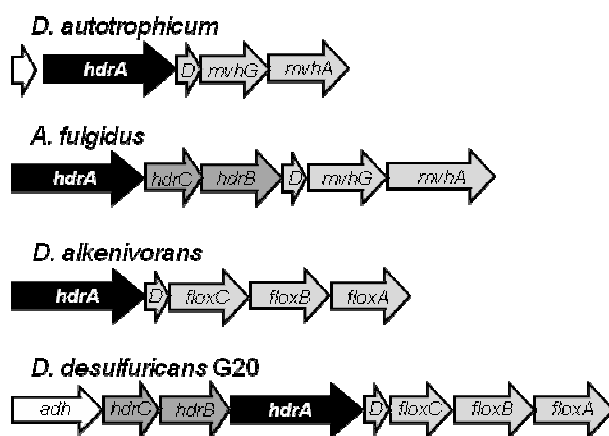 D. autotrophicum
hdrA D mvhG mvhA
A. fulgidus
hdrA hdrC hdrB D mvhG mvhA
D. alkenivorans
hdrA D floxC floxB floxA
D. desulfuricans G20
adh hdrC hdrB hdrA D floxC floxB floxA